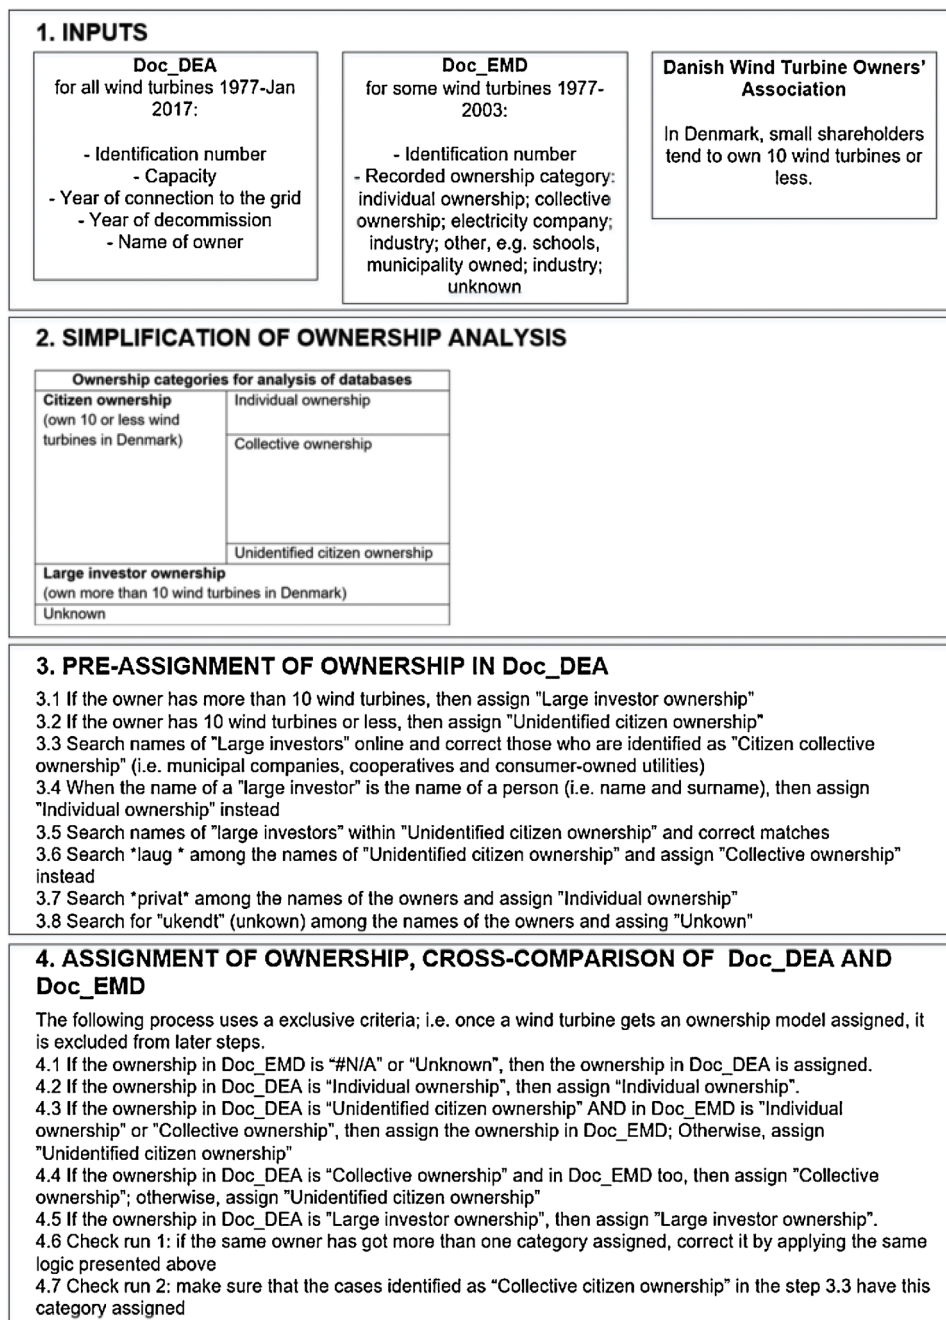 1. INPUTS
Doc_DEA
for all wind turbines 1977-Jan
2017:
- Identification number
- Capacity
- Year of connection to the grid
- Year of decommission
- Name of owner
Doc_EMD
for some wind turbines 1977-
2003:
- Identification number
- Recorded ownership category:
individual ownership; collective
ownership; electricity company;
industry; other, e.g. schools,
municipality owned; industry;
unknown
Danish Wind Turbine Owners'
Association
In Denmark, small shareholders
tend to own 10 wind turbines or
less.
2. SIMPLIFICATION OF OWNERSHIP ANALYSIS
Ownership categories for analysis of databases
Citizen ownership
(own 10 or less wind
turbines in Denmark)
Individual ownership
Collective ownership
Unidentified citizen ownership
Large investor ownership
(own more than 10 wind turbines in Denmark)
Unknown
3. PRE-ASSIGNMENT OF OWNERSHIP IN Doc_DEA
3.1 If the owner has more than 10 wind turbines, then assign "Large investor ownership"
3.2 If the owner has 10 wind turbines or less, then assign "Unidentified citizen ownership"
3.3 Search names of "Large investors" online and correct those who are identified as "Citizen collective
ownership" (i.e. municipal companies, cooperatives and consumer-owned utilities)
3.4 When the name of a "large investor" is the name of a person (i.e. name and surname), then assign
"Individual ownership" instead
3.5 Search names of "large investors" within "Unidentified citizen ownership" and correct matches
3.6 Search *laug * among the names of "Unidentified citizen ownership" and assign "Collective ownership"
instead
3.7 Search *privat* among the names of the owners and assign "Individual ownership"
3.8 Search for "ukendt" (unkown) among the names of the owners and assing "Unkown"
4. ASSIGNMENT OF OWNERSHIP, CROSS-COMPARISON OF Doc_DEA AND
Doc_EMD
The following process uses a exclusive criteria; i.e. once a wind turbine gets an ownership model assigned, it
is excluded from later steps.
4.1 If the ownership in Doc_EMD is "#N/A" or "Unknown", then the ownership in Doc_DEA is assigned.
4.2 If the ownership in Doc_DEA is "Individual ownership", then assign "Individual ownership".
4.3 If the ownership in Doc_DEA is "Unidentified citizen ownership" AND in Doc_EMD is "Individual
ownership" or "Collective ownership", then assign the ownership in Doc_EMD; Otherwise, assign
"Unidentified citizen ownership"
4.4 If the ownership in Doc_DEA is "Collective ownership" and in Doc_EMD too, then assign "Collective
ownership"; otherwise, assign "Unidentified citizen ownership"
4.5 If the ownership in Doc_DEA is "Large investor ownership", then assign "Large investor ownership".
4.6 Check run 1: if the same owner has got more than one category assigned, correct it by applying the same
logic presented above
4.7 Check run 2: make sure that the cases identified as "Collective citizen ownership" in the step 3.3 have this
category assigned